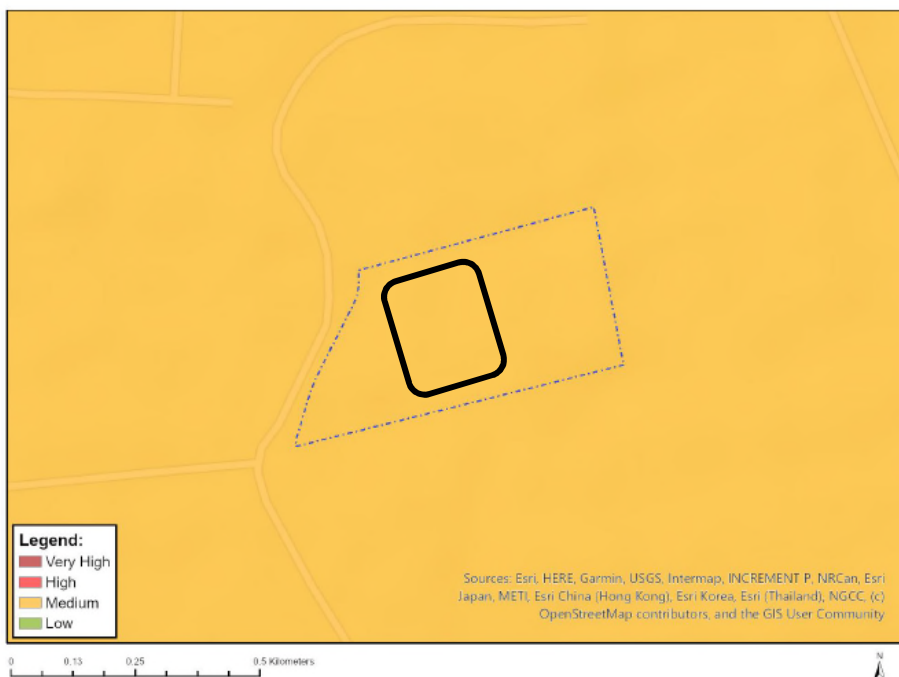 Legend:
Very High
High
Medium
Low
Sources: Esri, HERE, Garmin, USGS, Intermap, INCREMENT P, NRCan, Esri
Japan, METI, Esri China (Hong Kong), Esri Korea, Esri (Thailand), NGCC, (c)
OpenStreetMap contributors, and the GIS User Community
0 0.13 0.25 0.5 Kilometers
N